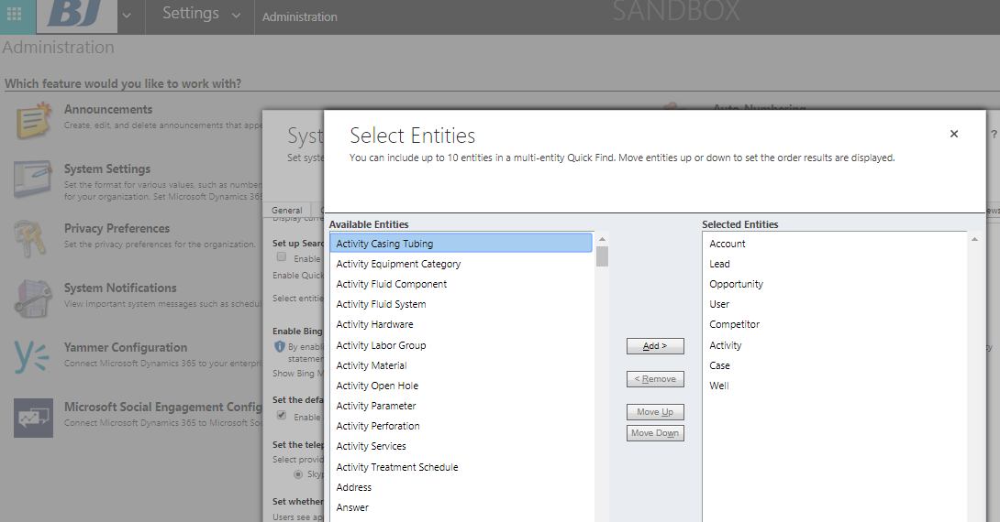 BJ
Settings
Administration
SANDBOX
Administration
Which feature would you like to work with?
Announcements
Create, edit, and delete announcements that appe
Auto-Numbering
System Settings
Set the format for various values, such as number
for your organization. Set Microsoft Dynamics 365
Privacy Preferences
Set the privacy preferences for the organization.
System Notifications
View important system messages such as schedul
Yammer Configuration
Connect Microsoft Dynamics 365 to your enterpris
Microsoft Social Engagement Config
Connect Microsoft Dynamics 365 to Microsoft Soc
Syst
Set syste
?
General
ews
Display curre
Set up Searc
Enable
Enable Quick
Select entitie
Enable Bing
By enabli
statemen
Show Bing M
Set the defa
Enable
Set the telep
Select provid
Skyp
Set whether
Users see ap
Select Entities
You can include up to 10 entities in a multi-entity Quick Find. Move entities up or down to set the order results are displayed.
Available Entities
Activity Casing Tubing
Activity Equipment Category
Activity Fluid Component
Activity Fluid System
Activity Hardware
Activity Labor Group
Activity Material
Activity Open Hole
Activity Parameter
Activity Perforation
Activity Services
Activity Treatment Schedule
Address
Answer
Add >
< Remove
Move Up
Move Down
Selected Entities
Account
Lead
Opportunity
User
Competitor
Activity
Case
Well